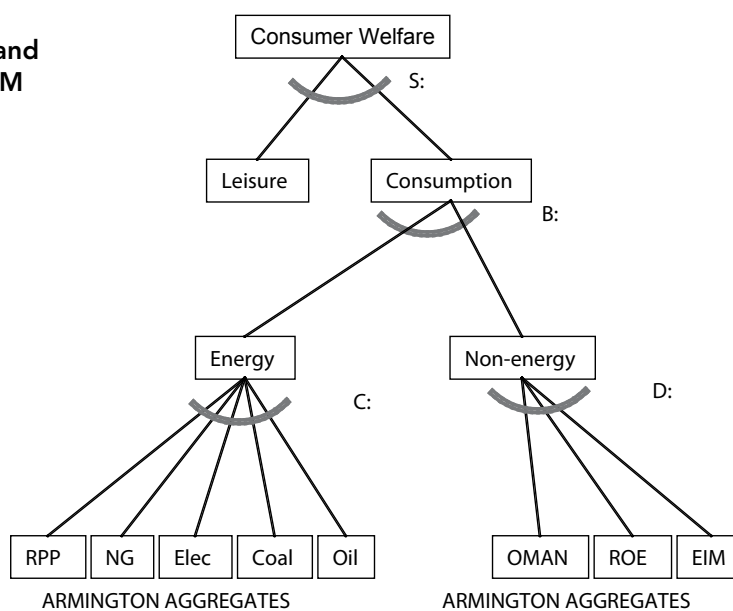 and
M
Consumer Welfare
S:
Leisure
Consumption
B:
Energy
Non-energy
C:
D:
RPP
NG
Elec
Coal
Oil
OMAN
ROE
EIM
ARMINGTON AGGREGATES
ARMINGTON AGGREGATES